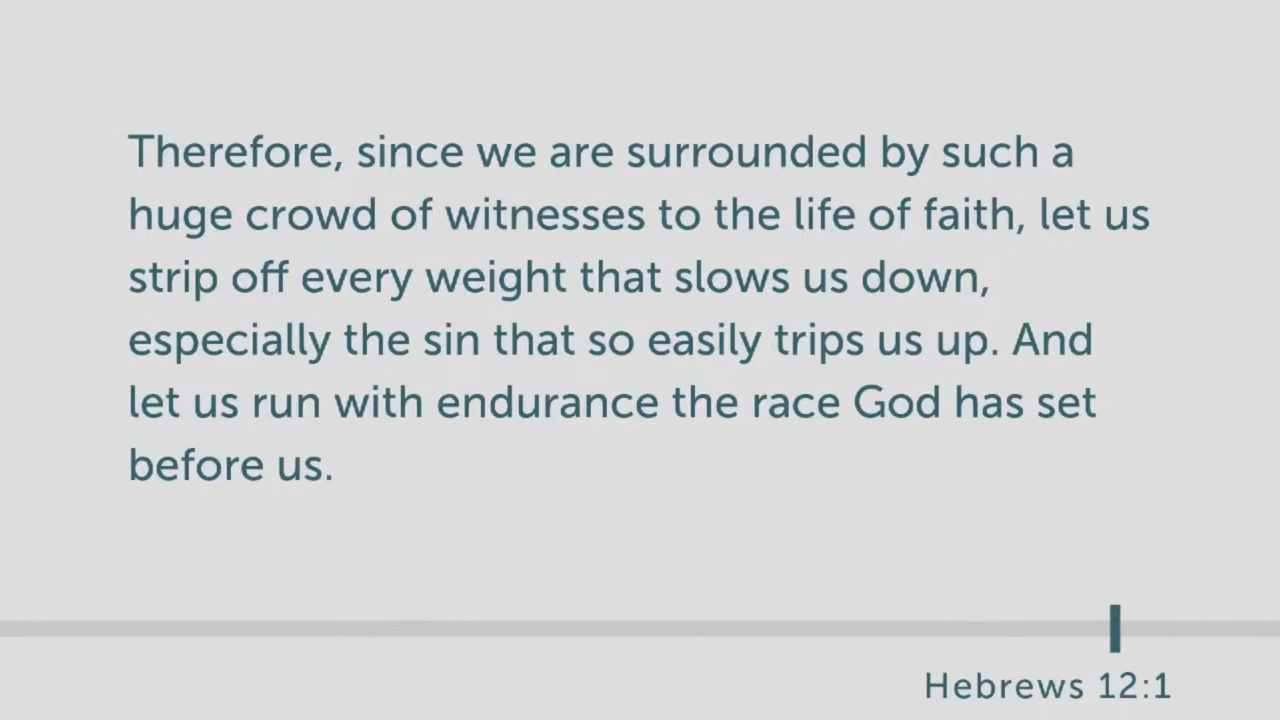 Therefore, since we are surrounded by such a
huge crowd of witnesses to the life of faith, let us
strip off every weight that slows us down,
especially the sin that so easily trips us up. And
let us run with endurance the race God has set
before us.
Hebrews 12:1